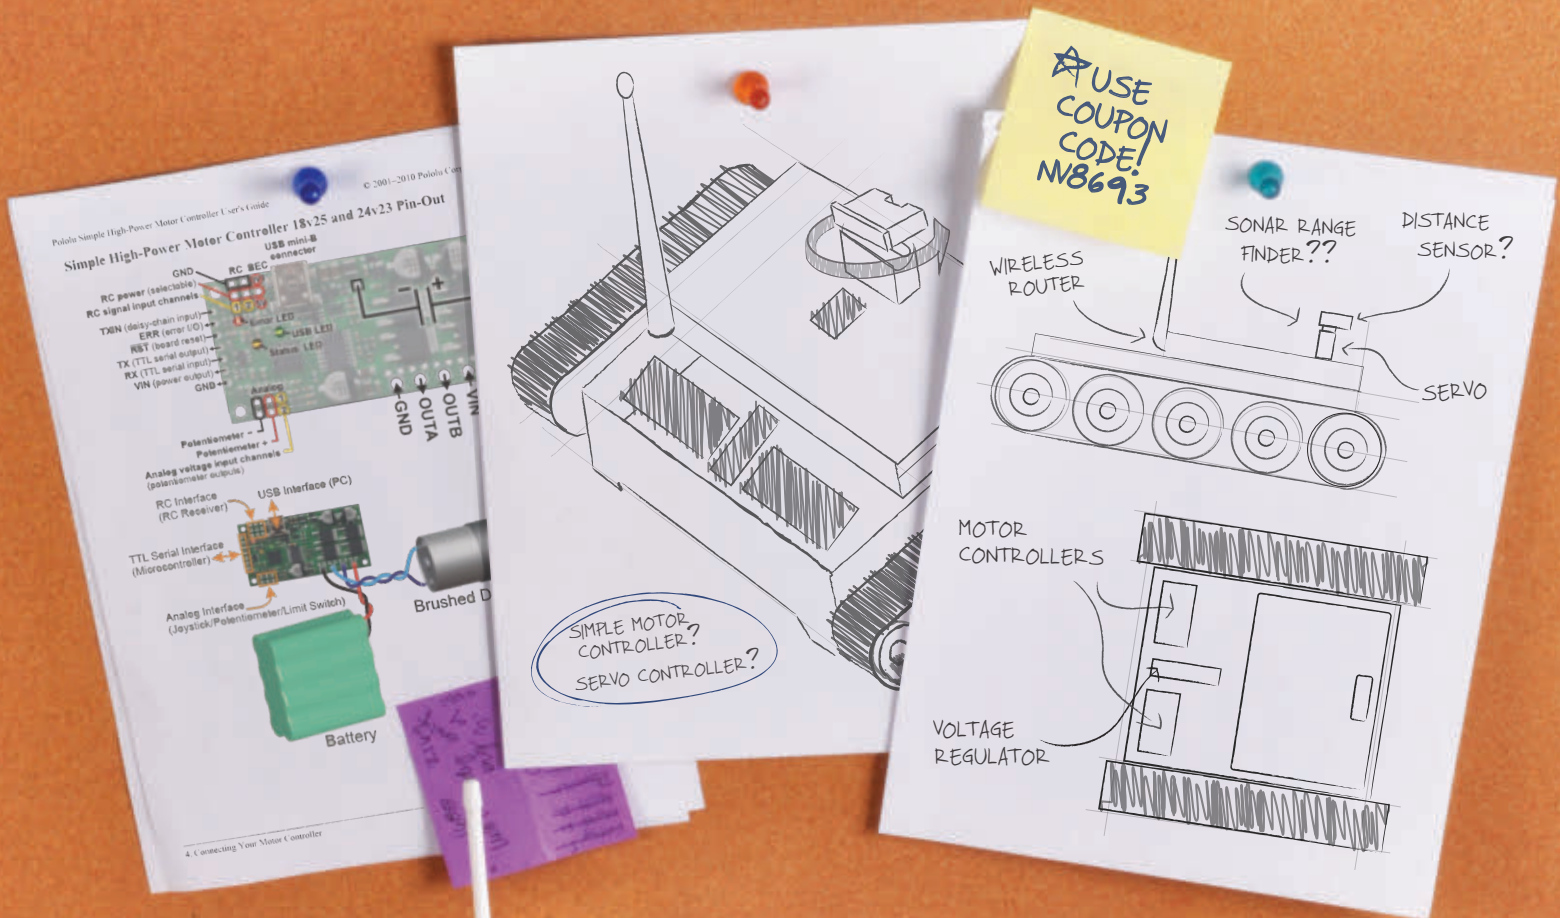 © 2001–2010 Pololu Cor
Pololu Simple High-Power Motor Controller User's Guide
Simple High-Power Motor Controller 18v25 and 24v23 Pin-Out
USB mini-B
connector
GND
RC BEC
RC power (selectable)
RC signal input channels
TXIN (daisy-chain input)
ERR (error I/O)
RST (board reset)
TX (TTL serial output)
RX (TTL serial input)
VIN (power output)
GND
Error LED
USB LED
Status LED
Analog
GND
OUTA
OUTB
VIN
Potentiometer -
Potentiometer +
Analog voltage input channels
(potentiometer outputs)
RC Interface
(RC Receiver)
USB Interface (PC)
TTL Serial Interface
(Microcontroller)
Analog Interface
(Joystick/Potentiometer/Limit Switch)
Brushed D
Battery
4. Connecting Your Motor Controller
SIMPLE MOTOR
CONTROLLER?
SERVO CONTROLLER?
USE
COUPON
CODE!
NV8693
WIRELESS
ROUTER
SONAR RANGE
FINDER??
DISTANCE
SENSOR?
SERVO
MOTOR
CONTROLLERS
VOLTAGE
REGULATOR